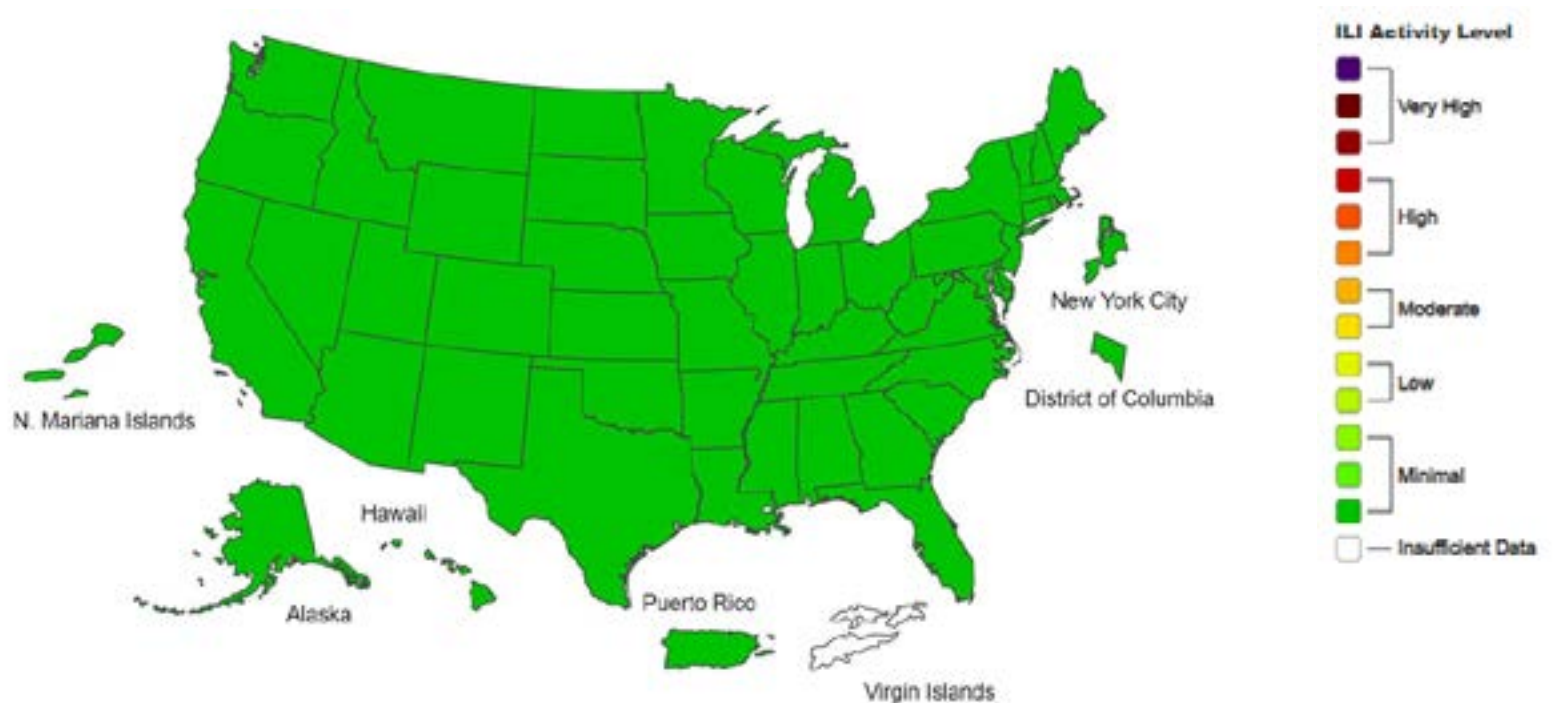 ILI Activity Level
Very High
High
Moderate
Low
Minimal
Insufficient Data
New York City
District of Columbia
N. Mariana Islands
Hawaii
Alaska
Puerto Rico
Virgin Islands